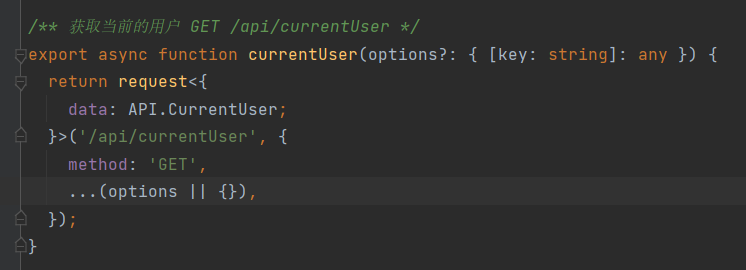 /** 获取当前的用户 GET /api/currentUser */
export async function currentUser(options?: { [key: string]: any }) {
  return request<{
    data: API.CurrentUser;
  }>('/api/currentUser', {
    method: 'GET',
    ...(options || {}),
  });
}